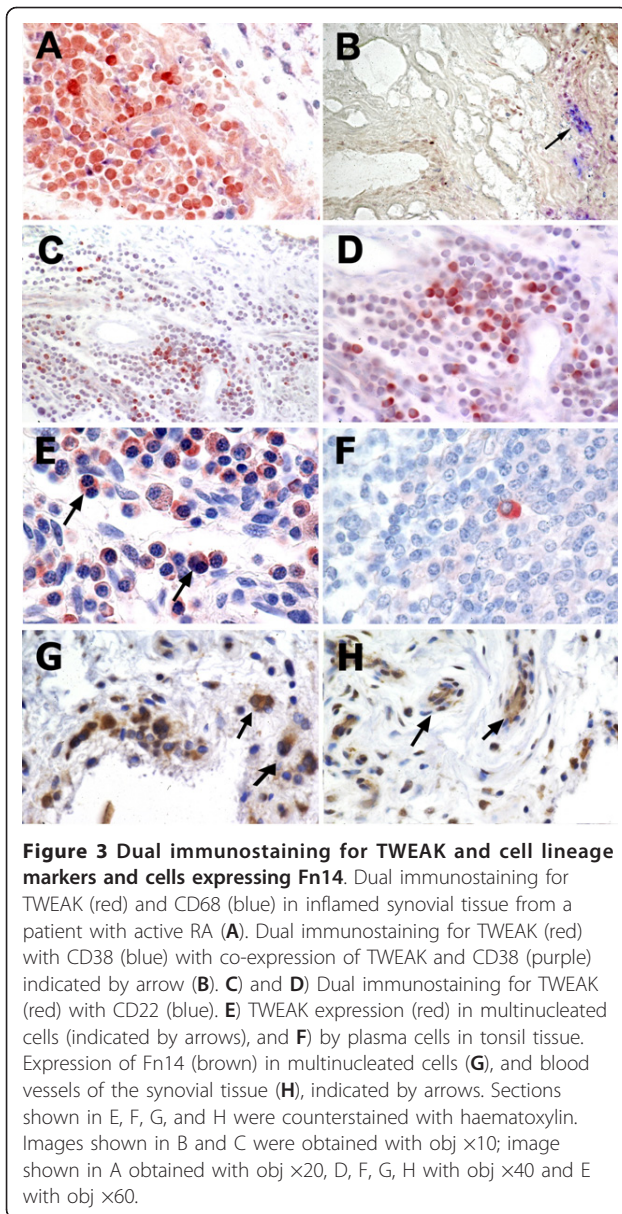 A
B
C
D
E
F
G
H
Figure 3 Dual immunostaining for TWEAK and cell lineage
markers and cells expressing Fn14. Dual immunostaining for
TWEAK (red) and CD68 (blue) in inflamed synovial tissue from a
patient with active RA (A). Dual immunostaining for TWEAK (red)
with CD38 (blue) with co-expression of TWEAK and CD38 (purple)
indicated by arrow (B). C) and D) Dual immunostaining for TWEAK
(red) with CD22 (blue). E) TWEAK expression (red) in multinucleated
cells (indicated by arrows), and F) by plasma cells in tonsil tissue.
Expression of Fn14 (brown) in multinucleated cells (G), and blood
vessels of the synovial tissue (H), indicated by arrows. Sections
shown in E, F, G, and H were counterstained with haematoxylin.
Images shown in B and C were obtained with obj ×10; image
shown in A obtained with obj ×20, D, F, G, H with obj ×40 and E
with obj ×60.